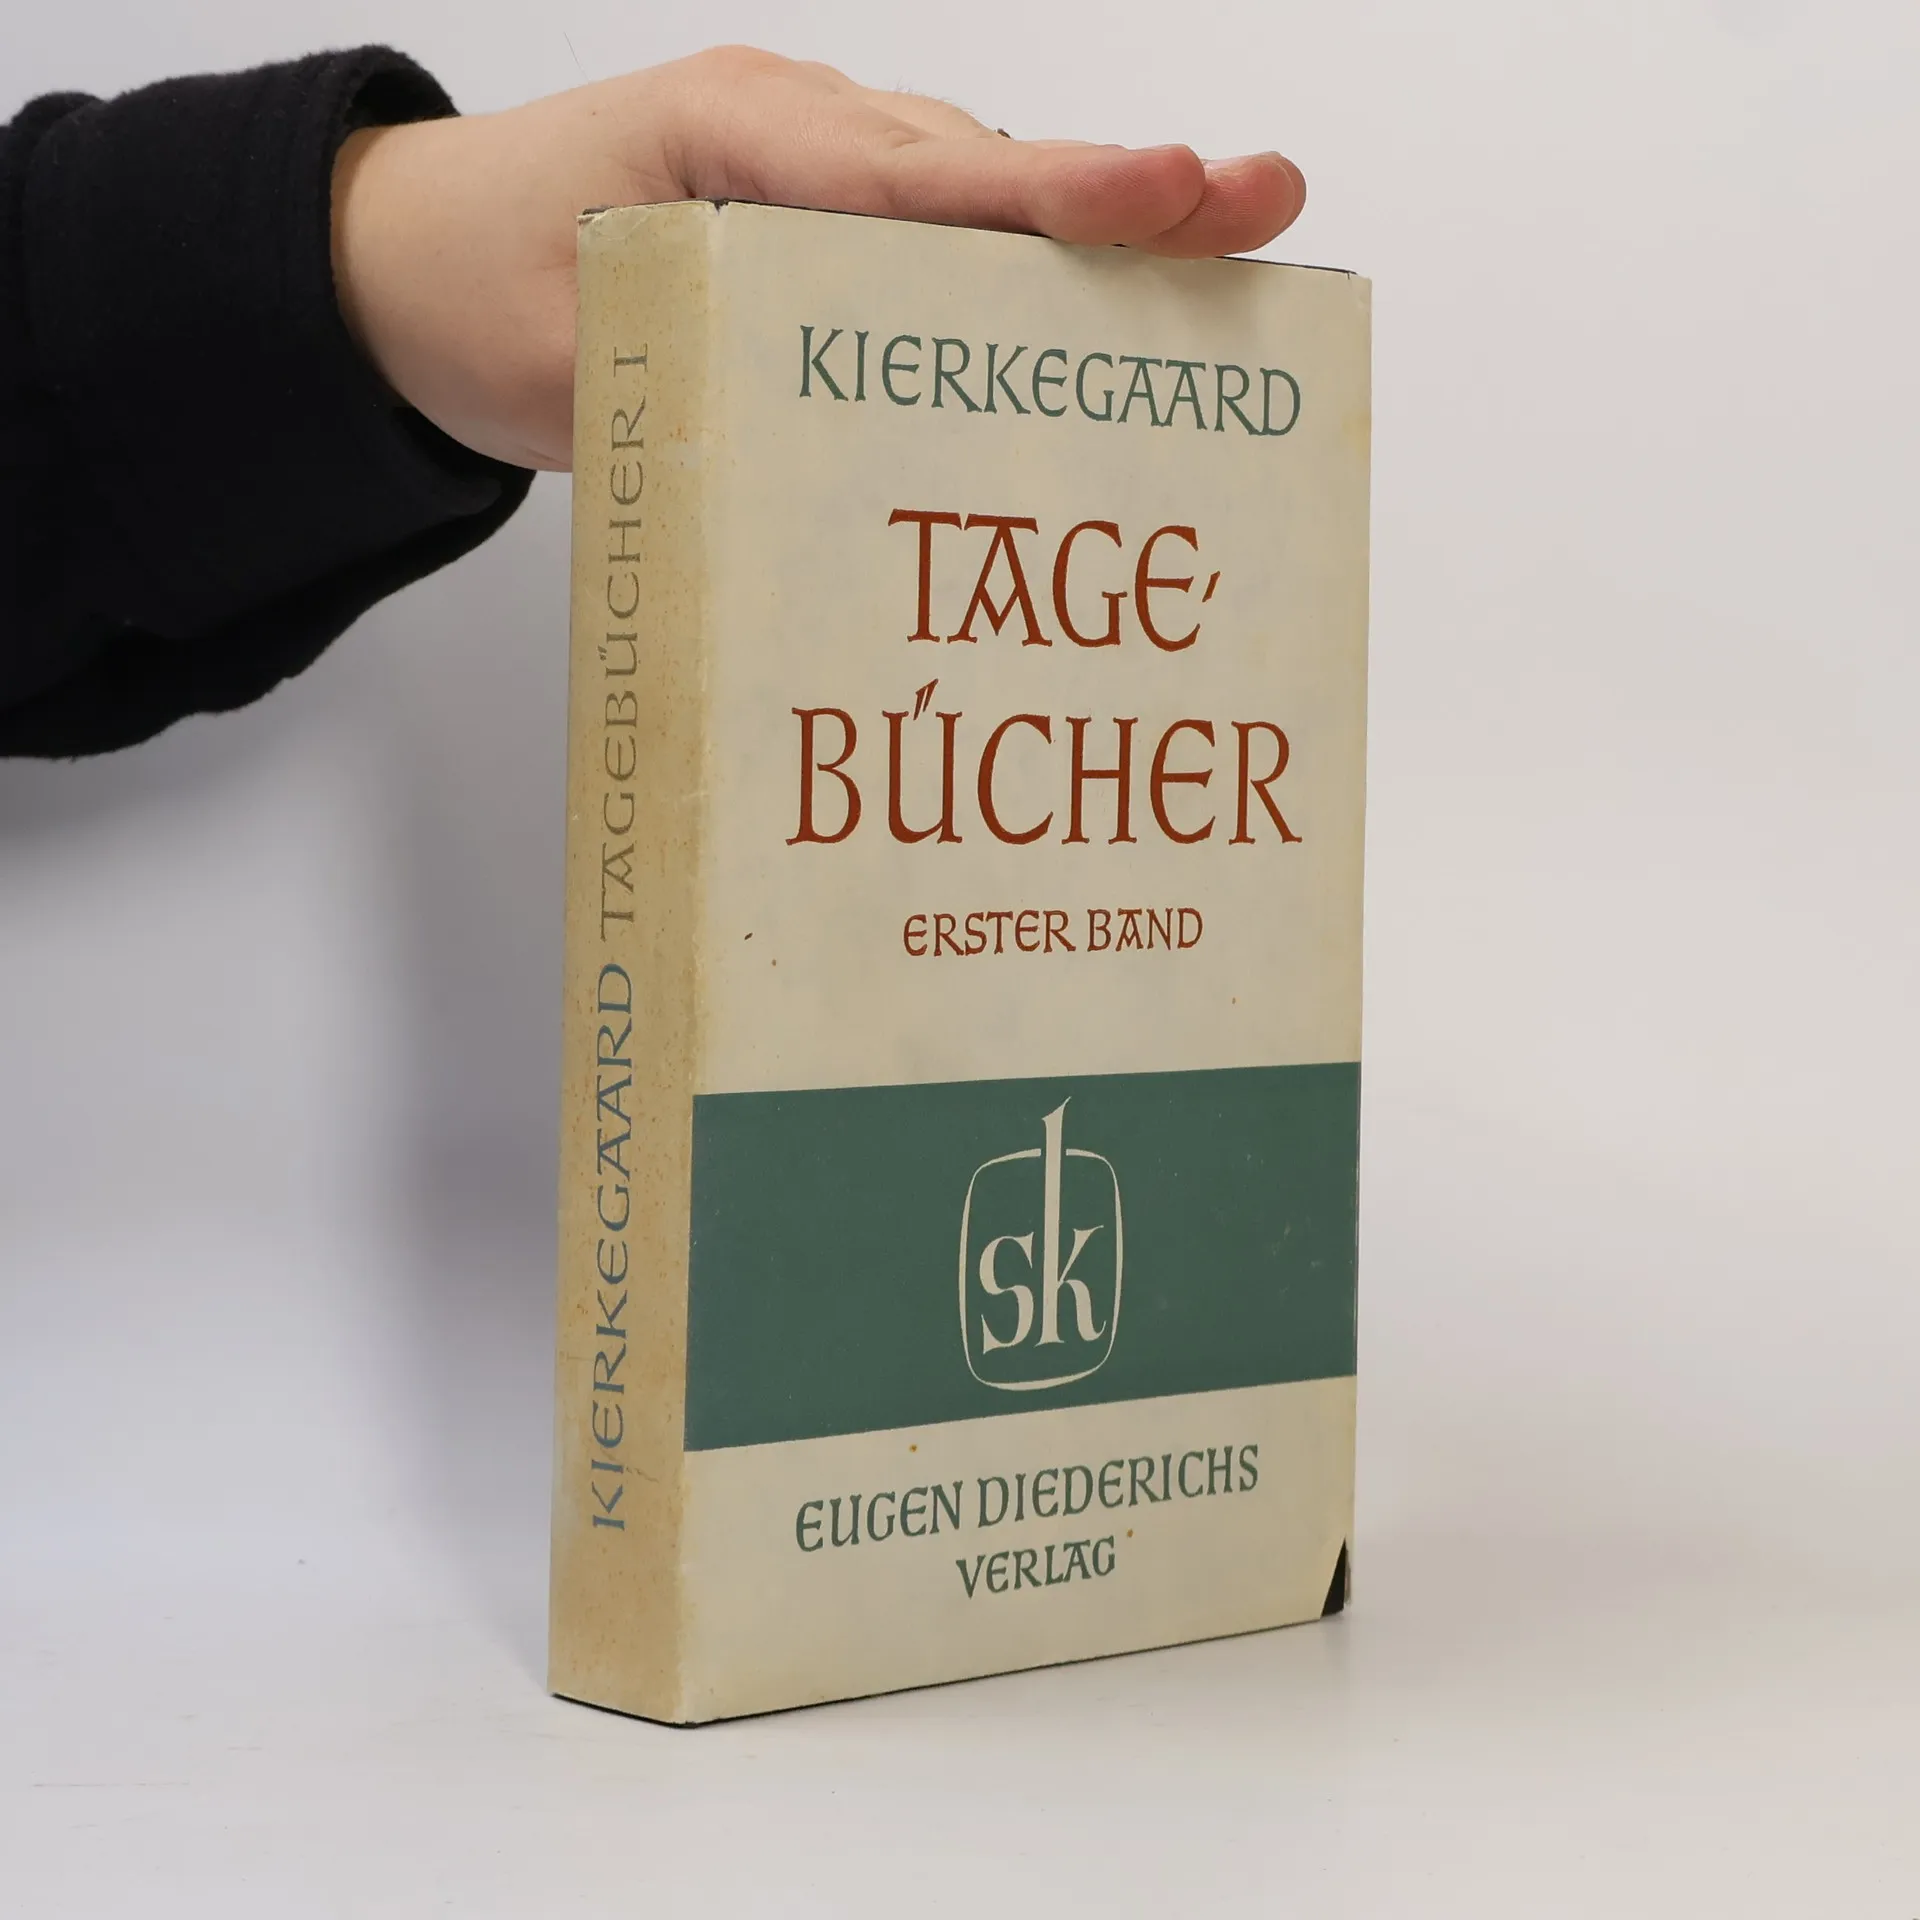 KIERKEGAARD TAGEBÜCHER I
KIERKEGAARD
TAGE-
BÜCHER
ERSTER BAND
sk
EUGEN DIEDERICHS
VERLAG